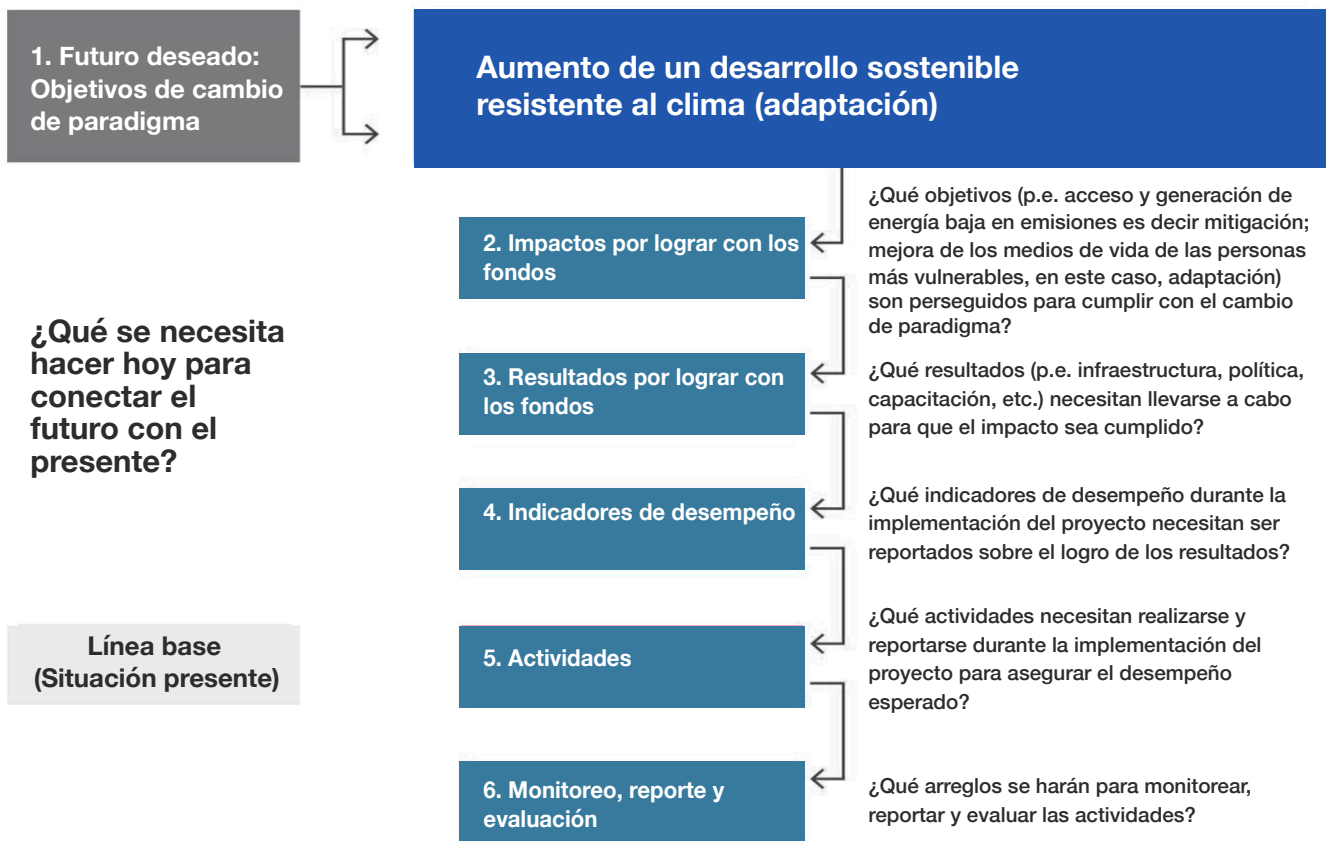 1. Futuro deseado:
Objetivos de cambio
de paradigma
Aumento de un desarrollo sostenible
resistente al clima (adaptación)
¿Qué se necesita
hacer hoy para
conectar el
futuro con el
presente?
2. Impactos por lograr con los
fondos
¿Qué objetivos (p.e. acceso y generación de
energía baja en emisiones es decir mitigación;
mejora de los medios de vida de las personas
más vulnerables, en este caso, adaptación)
son perseguidos para cumplir con el cambio
de paradigma?
3. Resultados por lograr con
los fondos
¿Qué resultados (p.e. infraestructura, política,
capacitación, etc.) necesitan llevarse a cabo
para que el impacto sea cumplido?
4. Indicadores de desempeño
¿Qué indicadores de desempeño durante la
implementación del proyecto necesitan ser
reportados sobre el logro de los resultados?
Línea base
(Situación presente)
5. Actividades
¿Qué actividades necesitan realizarse y
reportarse durante la implementación del
proyecto para asegurar el desempeño
esperado?
6. Monitoreo, reporte y
evaluación
¿Qué arreglos se harán para monitorear,
reportar y evaluar las actividades?